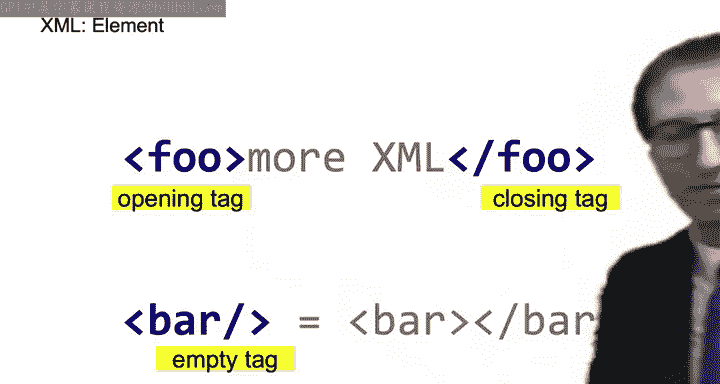 XML: Element
<foo>more XML</foo>
opening tag
closing tag
<bar/> = <bar></bar
empty tag